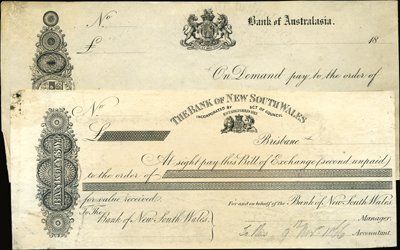 No
Bank of Australasia.
£
18
On Demand pay to the order of
No
THE BANK OF NEW SOUTH WALES
INCORPORATED BY ACT OF COUNCIL
£
Brisbane
At sight pay this Bill of Exchange (second unpaid)
to the order of
for value received.
For and on behalf of the Bank of New South Wales
To The
Bank of New South Wales
Manager.
Accountant.